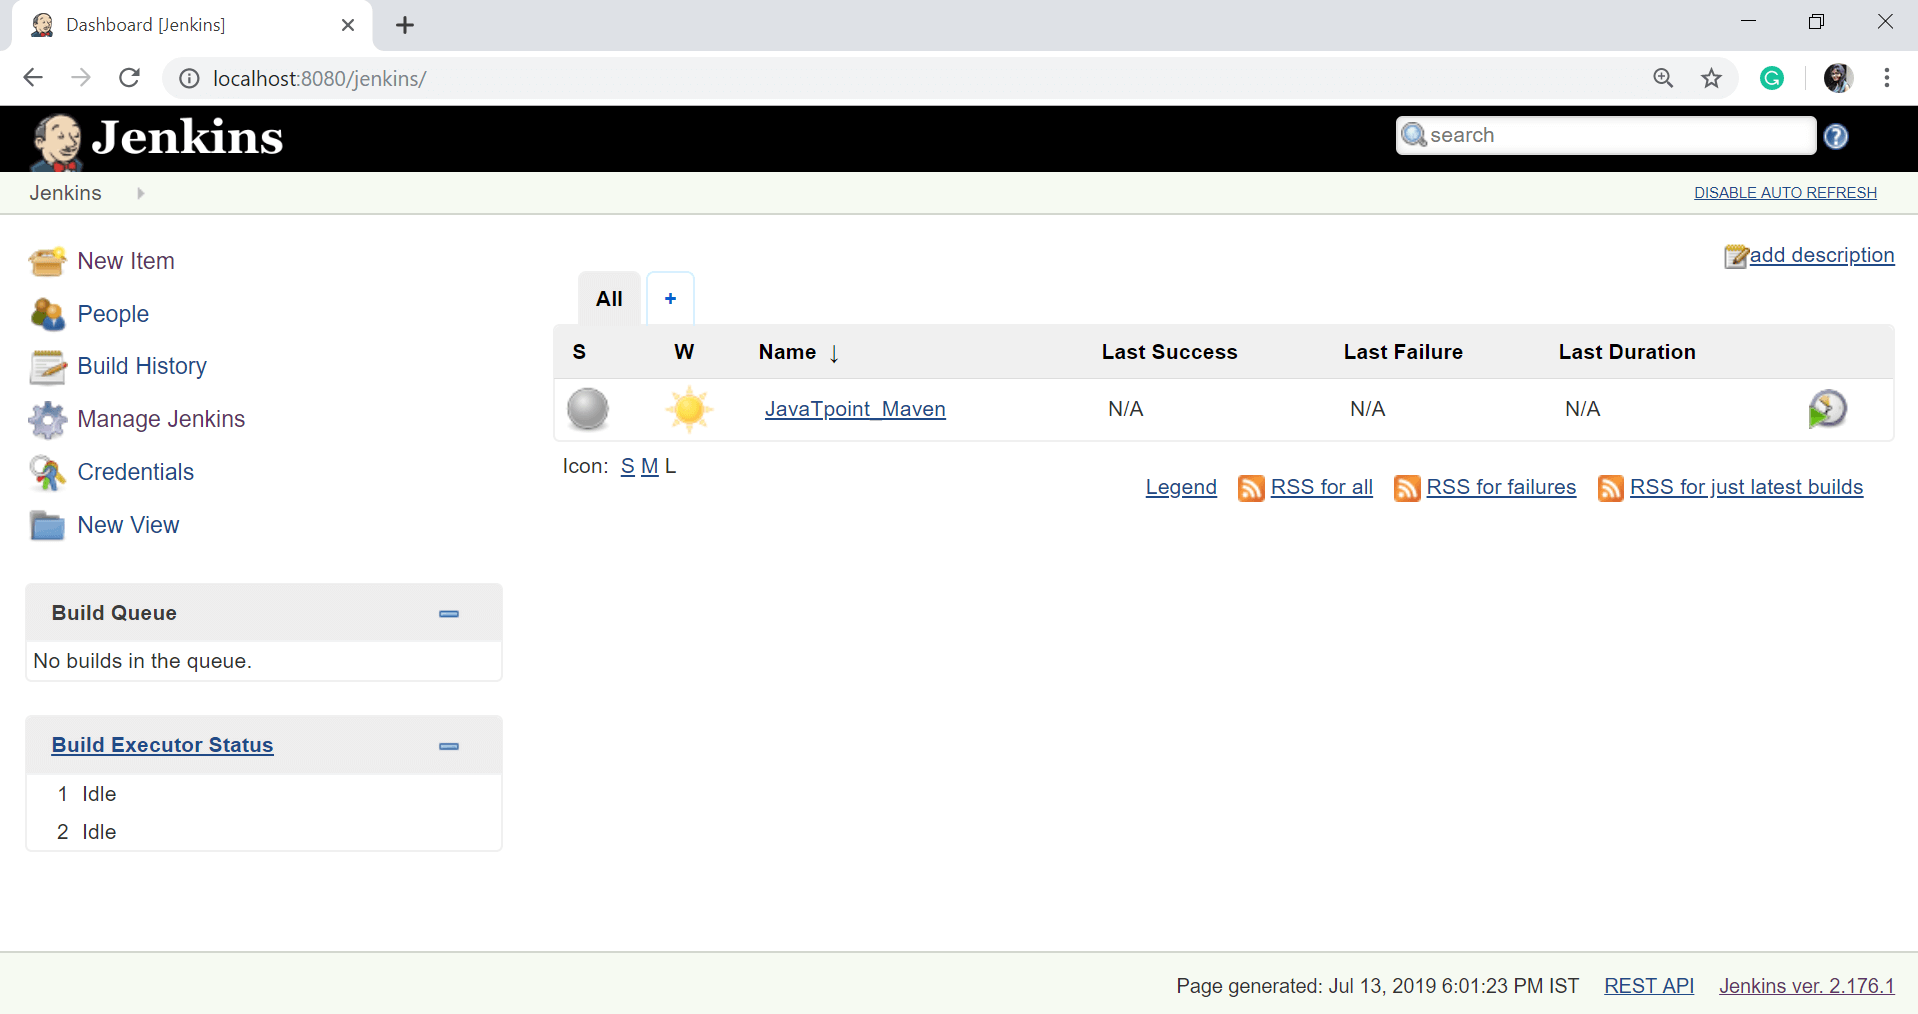 Dashboard [Jenkins]
localhost:8080/jenkins/
Jenkins
search
Jenkins
DISABLE AUTO REFRESH
New Item
People
Build History
Manage Jenkins
Credentials
New View
Build Queue
No builds in the queue.
Build Executor Status
1 Idle
2 Idle
add description
All +
S W Name ↓ Last Success Last Failure Last Duration
JavaTpoint_Maven N/A N/A N/A
Icon: S M L
Legend RSS for all RSS for failures RSS for just latest builds
Page generated: Jul 13, 2019 6:01:23 PM IST REST API Jenkins ver. 2.176.1